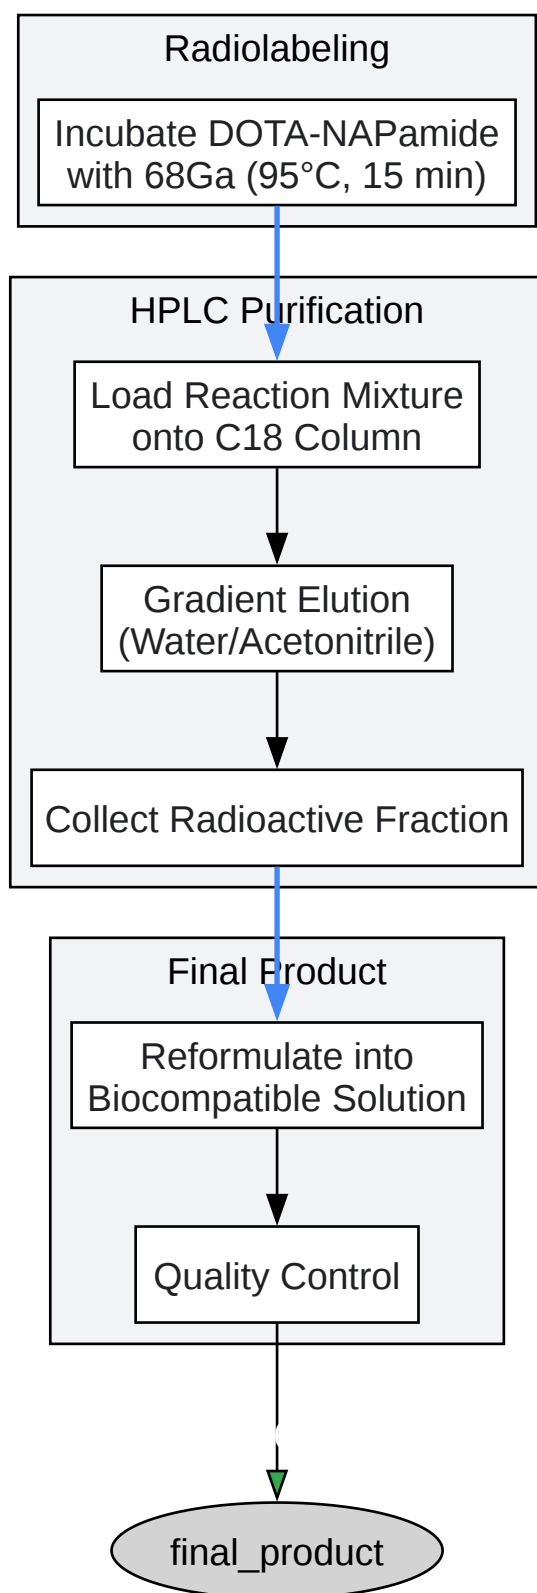 Radiolabeling
Incubate DOTA-NAPamide
with 68Ga (95°C, 15 min)
HPLC Purification
Load Reaction Mixture
onto C18 Column
Gradient Elution
(Water/Acetonitrile)
Collect Radioactive Fraction
Final Product
Reformulate into
Biocompatible Solution
Quality Control
final_product